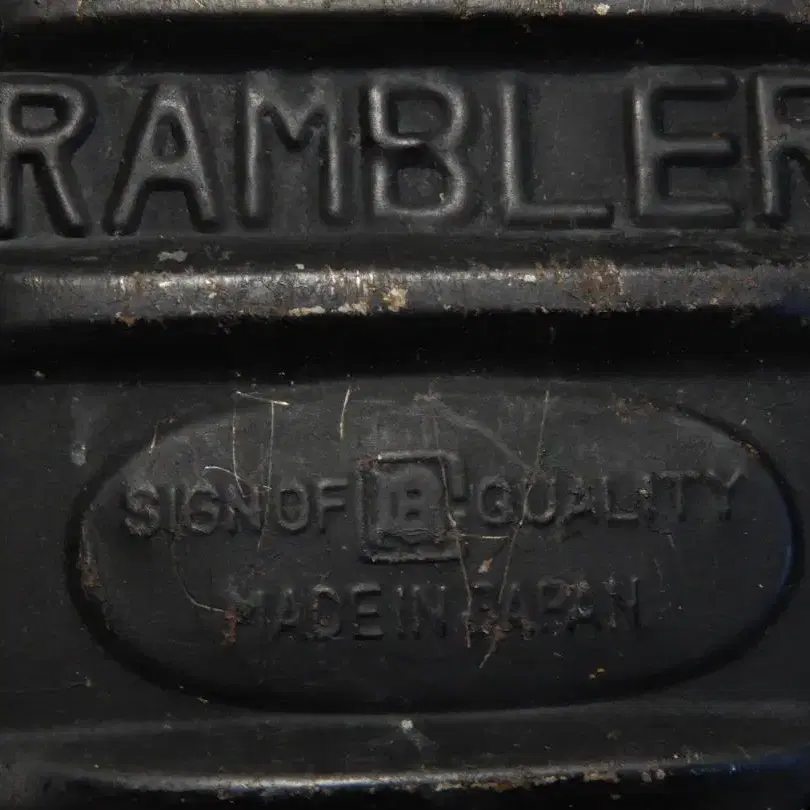 RAMBLER
SIGN OF B QUALITY
MADE IN JAPAN